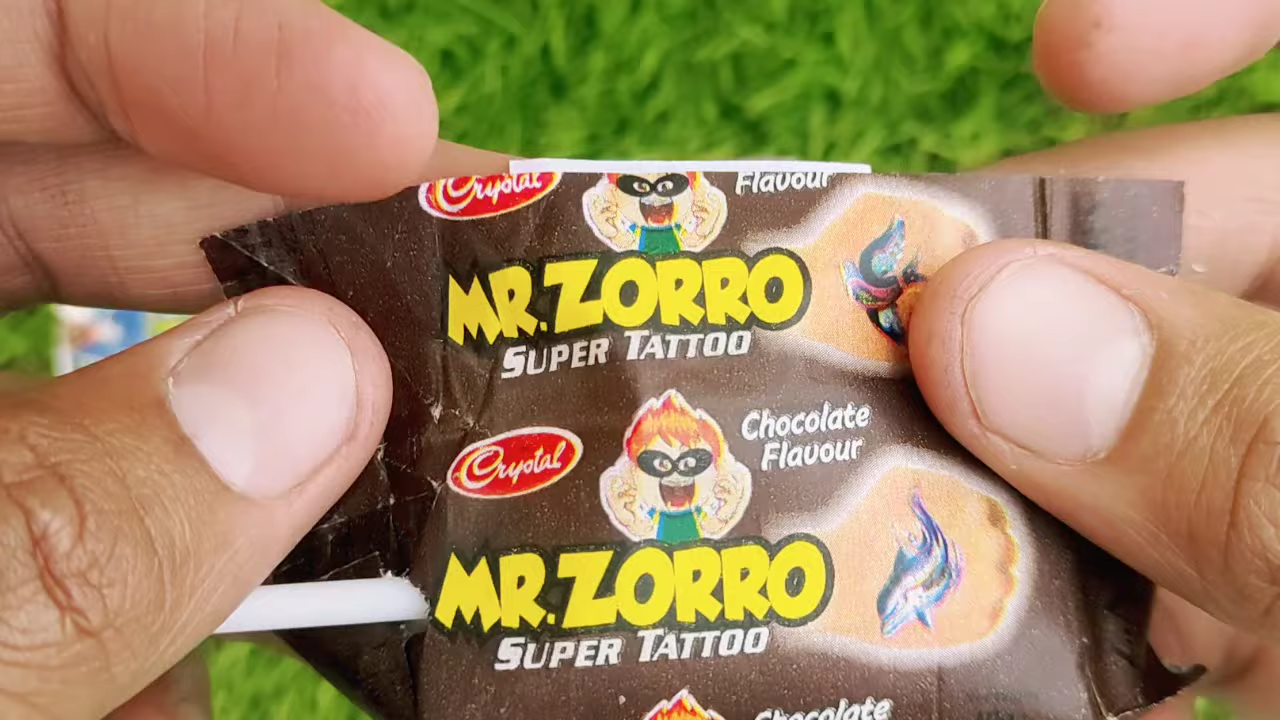 Crystal
Flavour
MR. ZORRO
SUPER TATTOO
Crystal
Chocolate
Flavour
MR. ZORRO
SUPER TATTOO
Chocolate